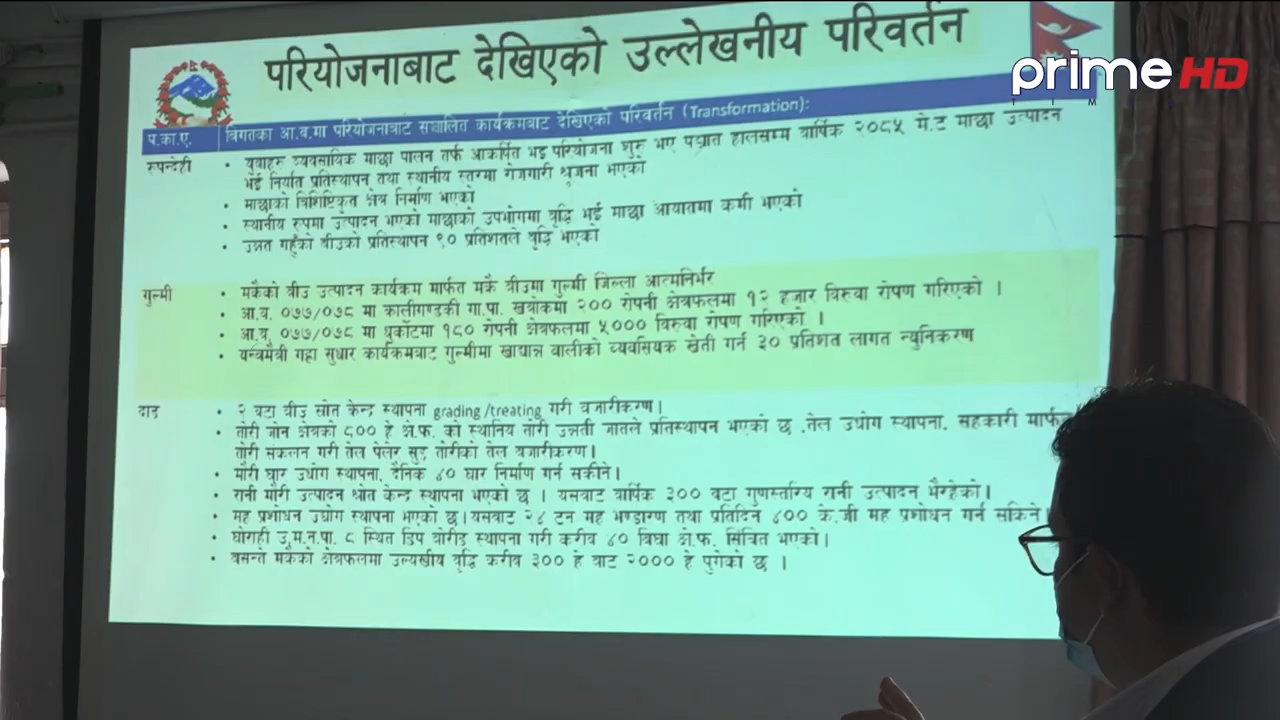 परियोजनाबाट देखिएको उल्लेखनीय परिवर्तन
prime HD
TIMES
प.का.ए.
विगतका आ.व.मा परियोजनाबाट सञ्चालित कार्यक्रमबाट देखिएको परिवर्तन (Transformation):
रुपन्देही
• युवाहरु व्यवसायिक माछा पालन तर्फ आकर्षित भइ परियोजना शुरु भए पश्चात हालसम्म वार्षिक २०८५ मे.ट माछा उत्पादन
भई निर्यात प्रतिस्थापन तथा स्थानीय स्तरमा रोजगारी श्रृजना भएको
• माछाको विशिष्टिकृत क्षेत्र निर्माण भएको
• स्थानीय रुपमा उत्पादन भएको माछाको उपभोगमा वृद्धि भई माछा आयातमा कमी भएको
• उन्नत गहुँको बीउको प्रतिस्थापन ९० प्रतिशतले वृद्धि भएको
गुल्मी
• मकैको बीउ उत्पादन कार्यक्रम मार्फत मकै बीउमा गुल्मी जिल्ला आत्मनिर्भर
• आ.व. ०७७/०७८ मा कालीगण्डकी गा.पा. खज्रोकमा २०० रोपनी क्षेत्रफलमा १२ हजार विरुवा रोपण गरिएको ।
• आ.व. ०७७/०७८ मा थुर्कोटमा १८० रोपनी क्षेत्रफलमा ५००० विरुवा रोपण गरिएको ।
• यन्त्रमैत्री गह्रा सुधार कार्यक्रमबाट गुल्मीमा खाद्यान्न बालीको व्यवसियक खेती गर्न ३० प्रतिशत लागत न्युनिकरण
दाङ
• २ वटा बीउ स्रोत केन्द्र स्थापना grading/treating गरी बजारीकरण।
• तोरी जोन क्षेत्रको ८०० हे क्षे.फ. को स्थानिय तोरी उन्नती जातले प्रतिस्थापन भएको छ .तेल उद्योग स्थापना. सहकारी मार्फ
तोरी संकलन गरी तेल पेलेर सुद्द तोरीको तेल बजारीकरण।
• मौरी घार उद्योग स्थापना, दैनिक ४० घार निर्माण गर्न सकीने।
• रानी मौरी उत्पादन श्रोत केन्द्र स्थापना भएको छ । यसबाट वार्षिक ३०० वटा गुणस्तरिय रानी उत्पादन भैरहेको।
• मह प्रशोधन उद्योग स्थापना भएको छ।यसबाट २४ टन मह भण्डारण तथा प्रतिदिन ४०० के.जी मह प्रशोधन गर्न सकिने।
• घोराही उ.म.न.पा. ८ स्थित डिप बोरीङ स्थापना गरी करीब ४० बिघा क्षे.फ. सिंचित भएको।
• बसन्ते मकैको क्षेत्रफलमा उल्यखीय वृद्धि करीब ३०० हे बाट २००० हे पुगेको छ ।